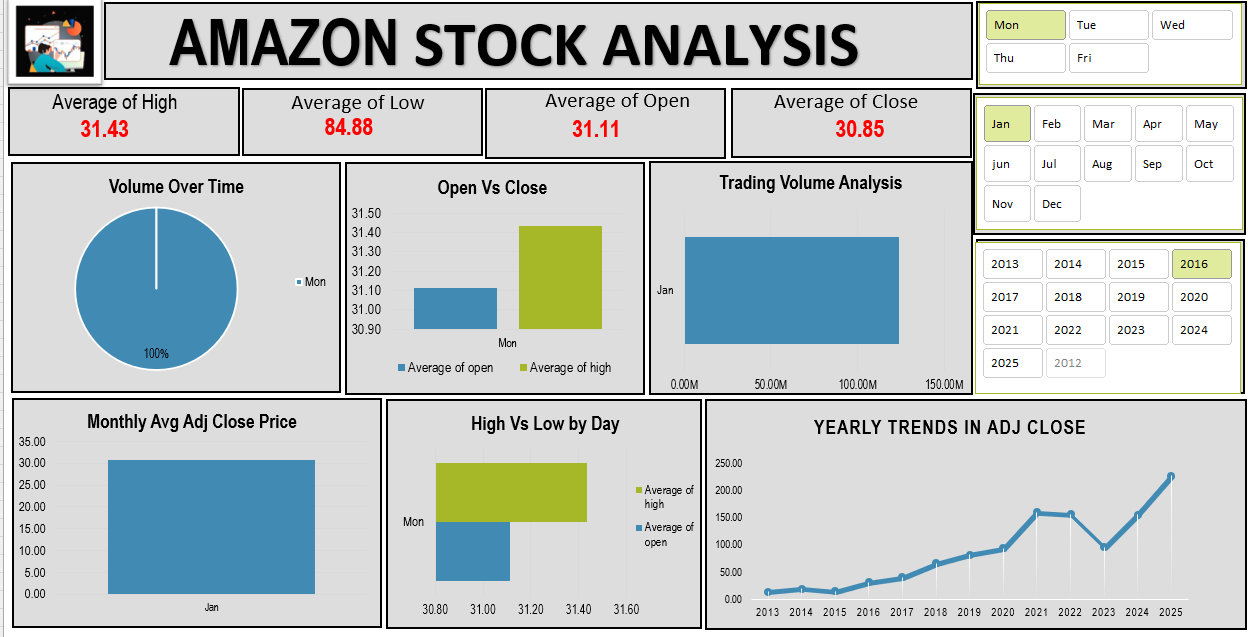 AMAZON STOCK ANALYSIS
Mon Tue Wed
Thu Fri
Average of High
31.43
Average of Low
84.88
Average of Open
31.11
Average of Close
30.85
Jan Feb Mar Apr May
jun Jul Aug Sep Oct
Nov Dec
Volume Over Time
Mon
100%
Open Vs Close
31.50
31.40
31.30
31.20
31.10
31.00
30.90
Mon
Average of open Average of high
Trading Volume Analysis
Jan
0.00M 50.00M 100.00M 150.00M
2013 2014 2015 2016
2017 2018 2019 2020
2021 2022 2023 2024
2025 2012
Monthly Avg Adj Close Price
35.00
30.00
25.00
20.00
15.00
10.00
5.00
0.00
Jan
High Vs Low by Day
Mon
Average of
high
Average of
open
30.80 31.00 31.20 31.40 31.60
YEARLY TRENDS IN ADJ CLOSE
250.00
200.00
150.00
100.00
50.00
0.00
2013 2014 2015 2016 2017 2018 2019 2020 2021 2022 2023 2024 2025